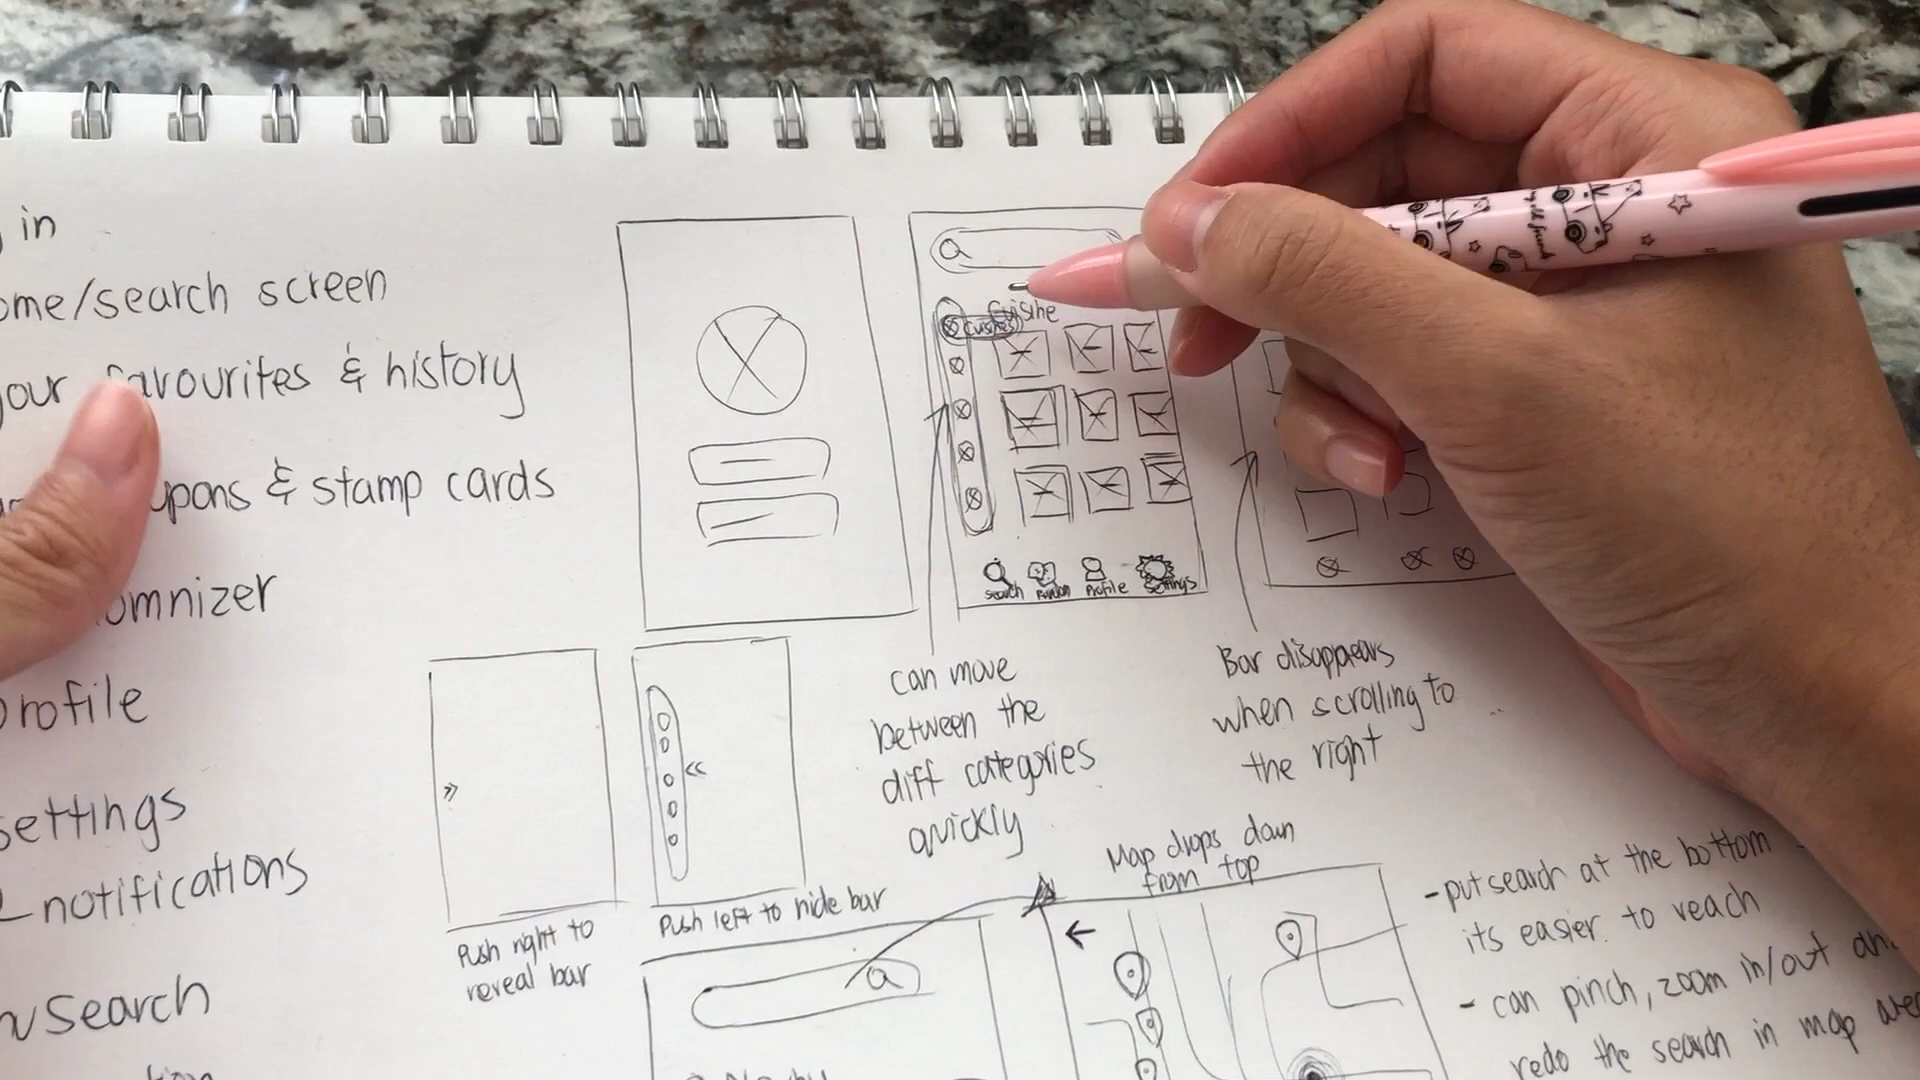 in
ome/search screen
our favourites & history
upons & stamp cards
omnizer
profile
settings
notifications
search
Cuisine
Search
Random
Profile
Settings
can move
between the
diff categories
quickly
Bar disappears
when scrolling to
the right
Push right to
reveal bar
Push left to hide bar
Map drops down
from top
- put search at the bottom
its easier to reach
- can pinch, zoom in/out an
redo the search in map area